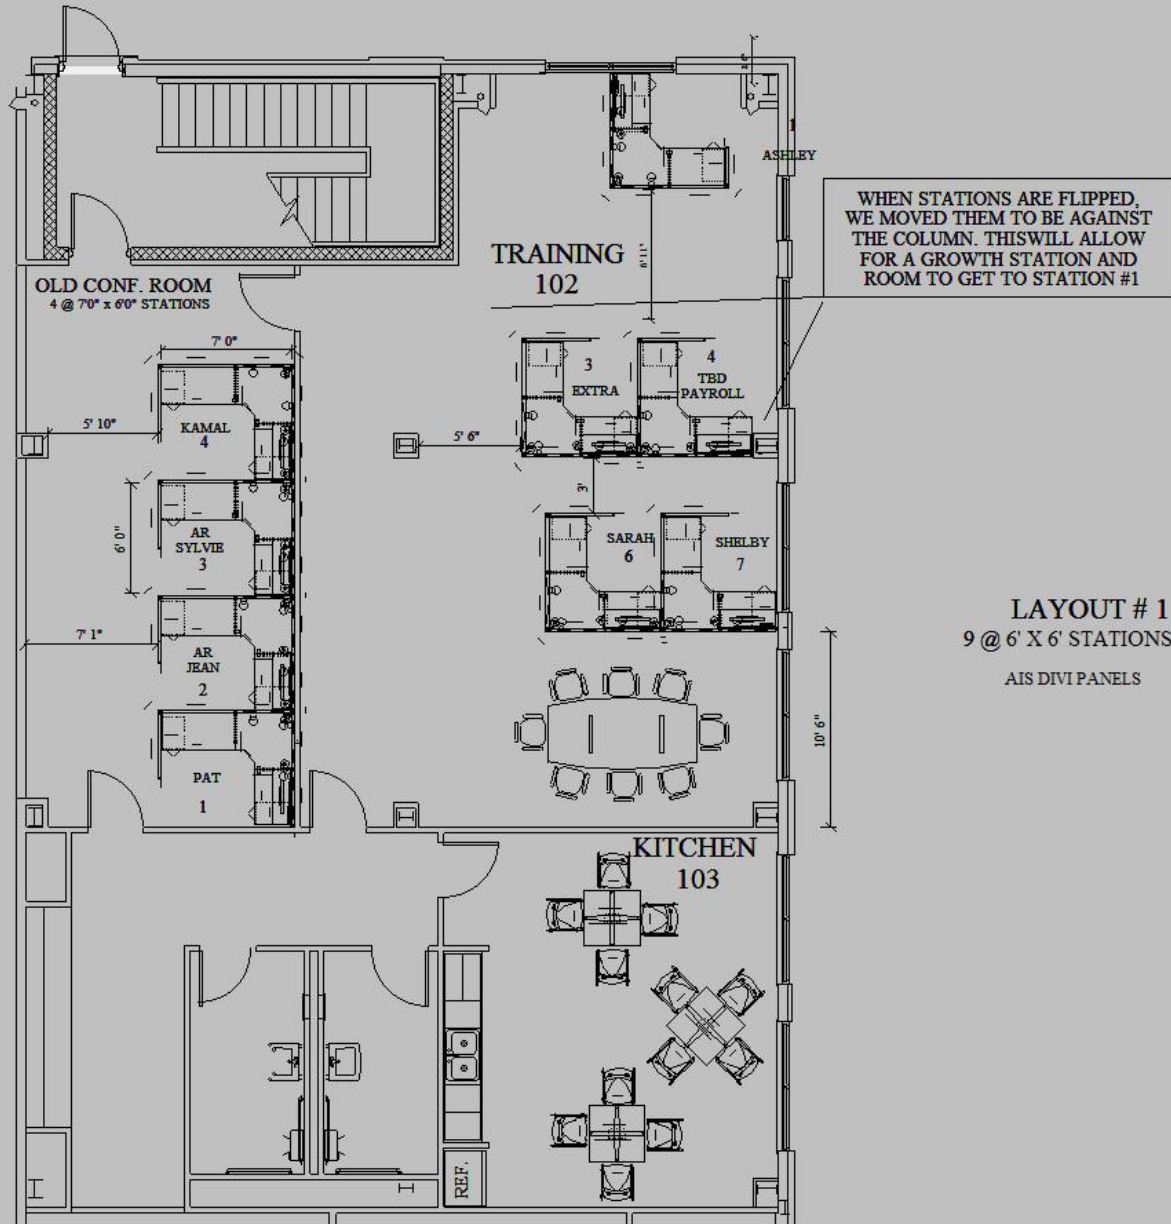 2' 6"
1
ASHLEY
WHEN STATIONS ARE FLIPPED,
WE MOVED THEM TO BE AGAINST
THE COLUMN. THISWILL ALLOW
FOR A GROWTH STATION AND
ROOM TO GET TO STATION #1
TRAINING
102
6' 11"
OLD CONF. ROOM
4 @ 7'0" x 6'0" STATIONS
7' 0"
3
EXTRA
4
TBD
PAYROLL
5' 10"
KAMAL
4
5' 6"
3'
6' 0"
AR
SYLVIE
3
SARAH
6
SHELBY
7
LAYOUT # 1
9 @ 6' X 6' STATIONS
AIS DIVI PANELS
7' 1"
AR
JEAN
2
10' 6"
PAT
1
KITCHEN
103
REF.